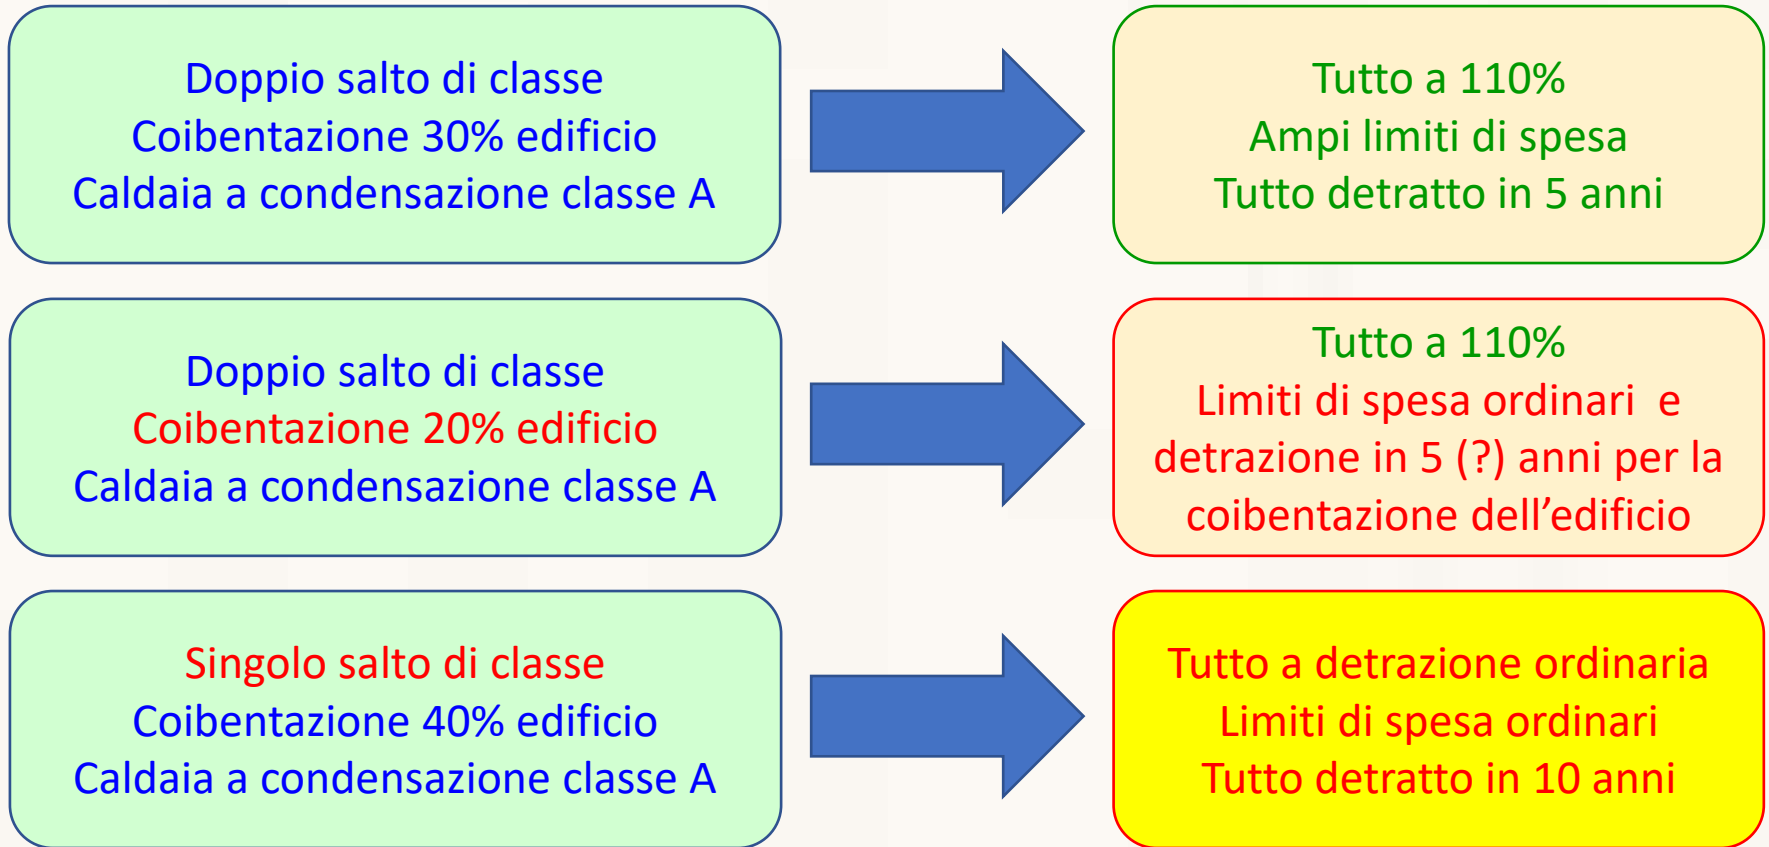 Doppio salto di classe
Coibentazione 30% edificio
Caldaia a condensazione classe A
Tutto a 110%
Ampi limiti di spesa
Tutto detratto in 5 anni
Doppio salto di classe
Coibentazione 20% edificio
Caldaia a condensazione classe A
Tutto a 110%
Limiti di spesa ordinari e
detrazione in 5 (?) anni per la
coibentazione dell’edificio
Singolo salto di classe
Coibentazione 40% edificio
Caldaia a condensazione classe A
Tutto a detrazione ordinaria
Limiti di spesa ordinari
Tutto detratto in 10 anni